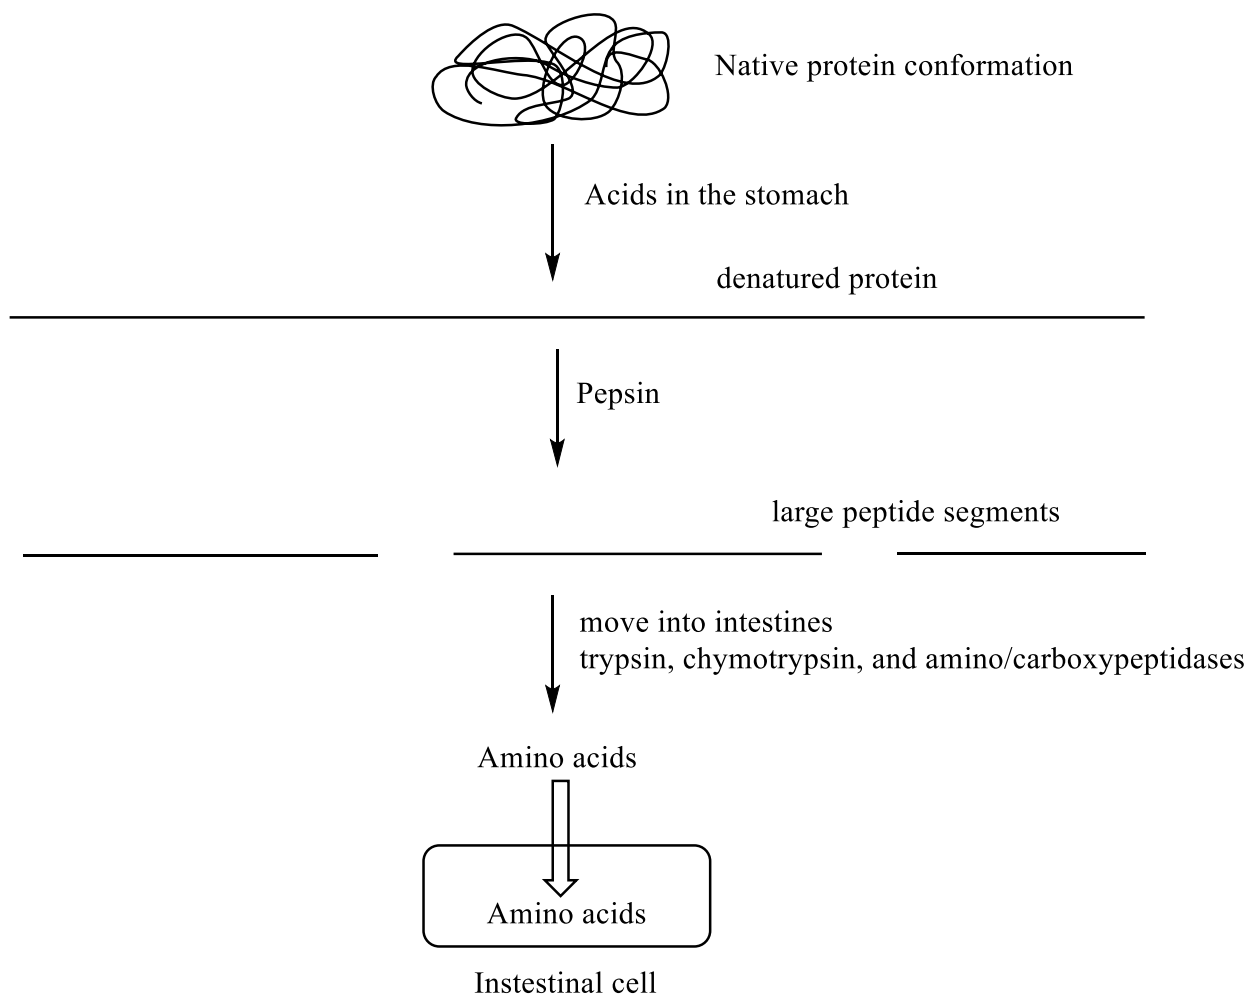 Native protein conformation
Acids in the stomach
denatured protein
Pepsin
large peptide segments
move into intestines
trypsin, chymotrypsin, and amino/carboxypeptidases
Amino acids
Amino acids
Instestinal cell